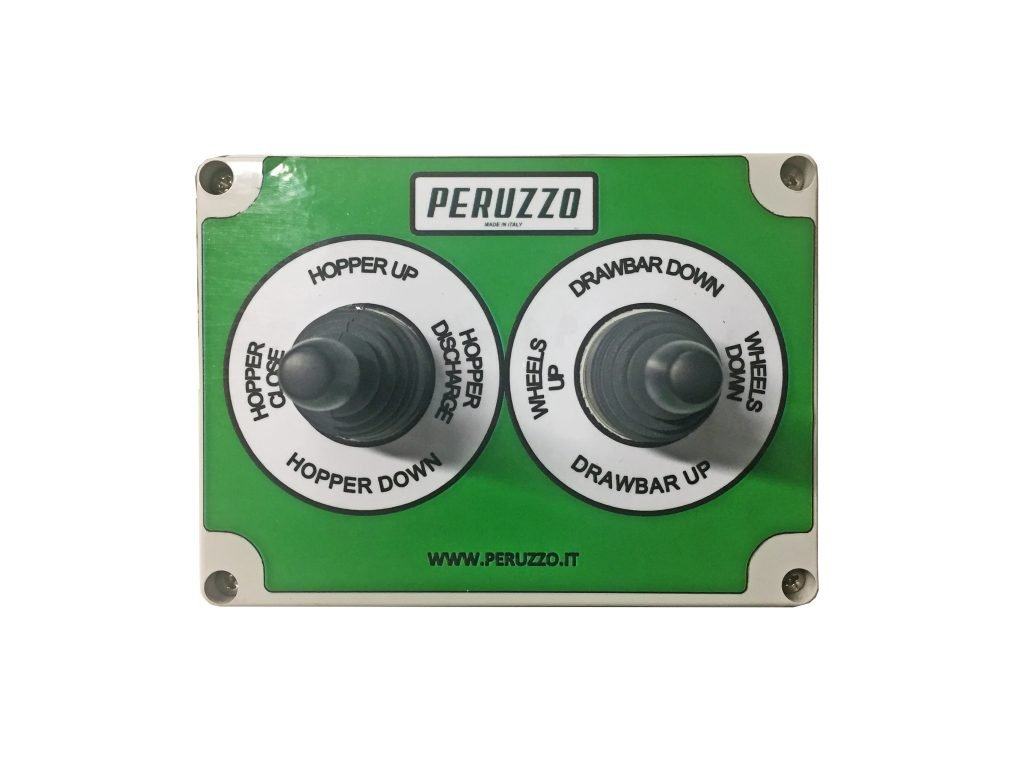 PERUZZO
MADE IN ITALY
HOPPER UP
HOPPER
CLOSE
HOPPER
DISCHARGE
HOPPER DOWN
DRAWBAR DOWN
WHEELS
UP
WHEELS
DOWN
DRAWBAR UP
WWW.PERUZZO.IT